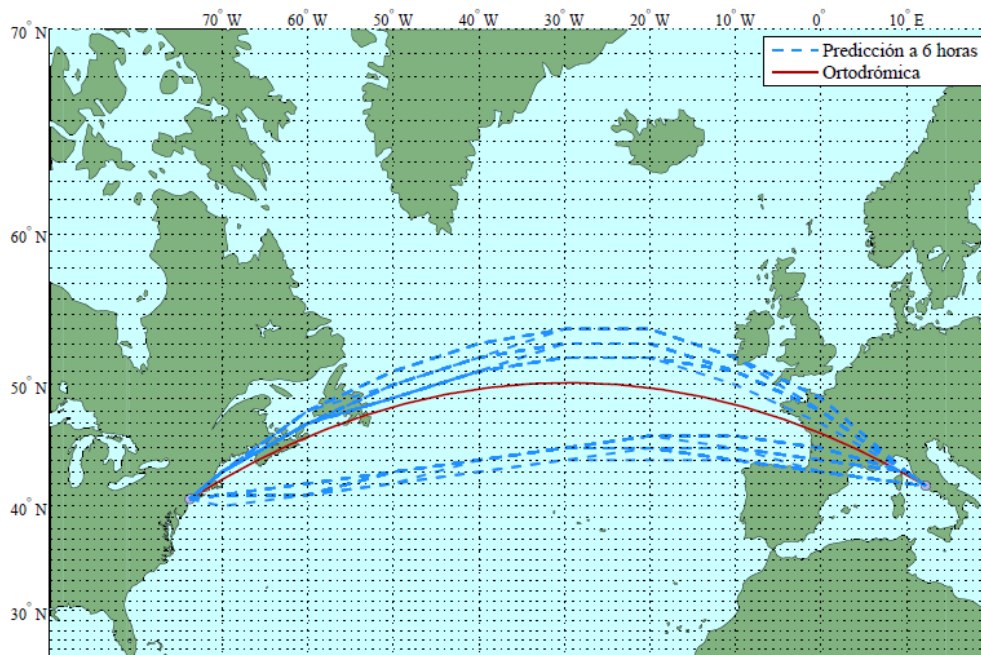 70° W 60° W 50° W 40° W 30° W 20° W 10° W 0° 10° E
70° N
Predicción a 6 horas
Ortodrómica
60° N
50° N
40° N
30° N